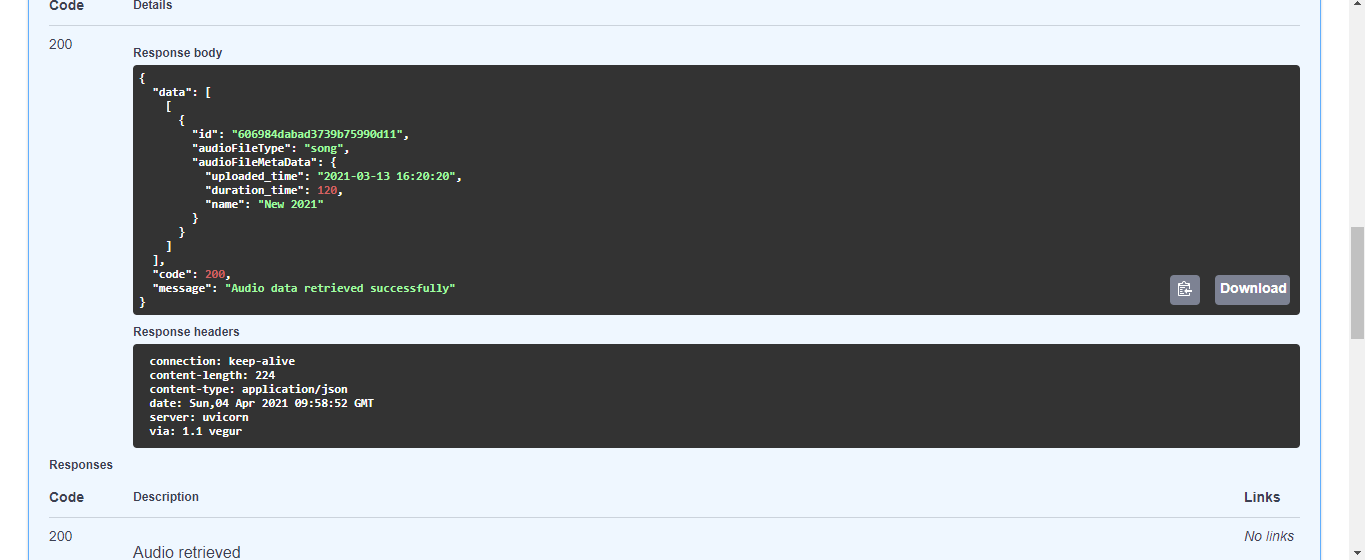 Code Details
200
Response body
{
  "data": [
    [
      {
        "id": "606984dabad3739b75990d11",
        "audioFileType": "song",
        "audioFileMetaData": {
          "uploaded_time": "2021-03-13 16:20:20",
          "duration_time": 120,
          "name": "New 2021"
        }
      }
    ]
  ],
  "code": 200,
  "message": "Audio data retrieved successfully"
}
Download
Response headers
connection: keep-alive
content-length: 224
content-type: application/json
date: Sun,04 Apr 2021 09:58:52 GMT
server: uvicorn
via: 1.1 vegur
Responses
Code Description Links
200 No links
Audio retrieved